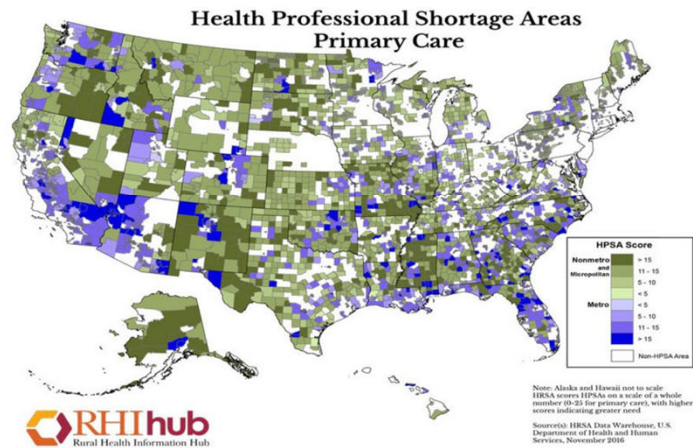 Health Professional Shortage Areas
Primary Care
HPSA Score
Nonmetro
and
Micropolitan
> 15
11 - 15
5 - 10
< 5
Metro
< 5
5 - 10
11 - 15
> 15
Non-HPSA Area
Note: Alaska and Hawaii not to scale
HRSA scores HPSAs on a scale of a whole
number (0-25 for primary care), with higher
scores indicating greater need
Source(s): HRSA Data Warehouse, U.S.
Department of Health and Human
Services, November 2016
RHIhub
Rural Health Information Hub